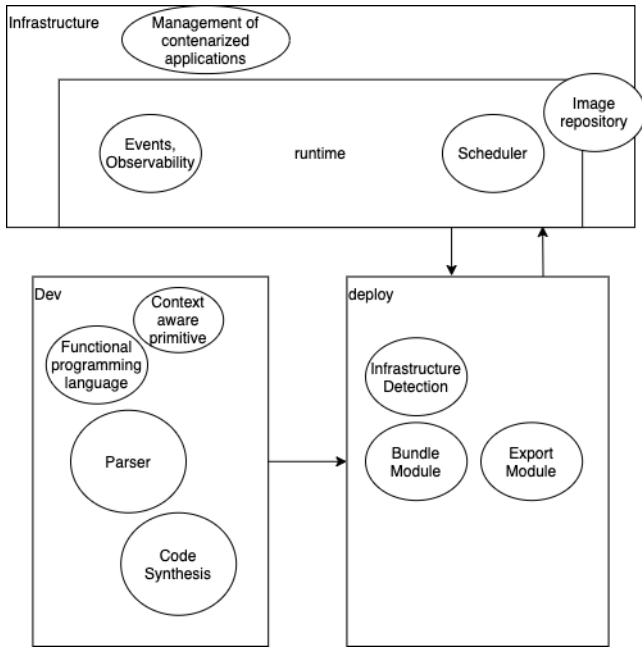 Infrastructure
Management of
contenarized
applications
Image
repository
Events,
Observability
runtime
Scheduler
Dev
Context
aware
primitive
Functional
programming
language
Parser
Code
Synthesis
deploy
Infrastructure
Detection
Bundle
Module
Export
Module